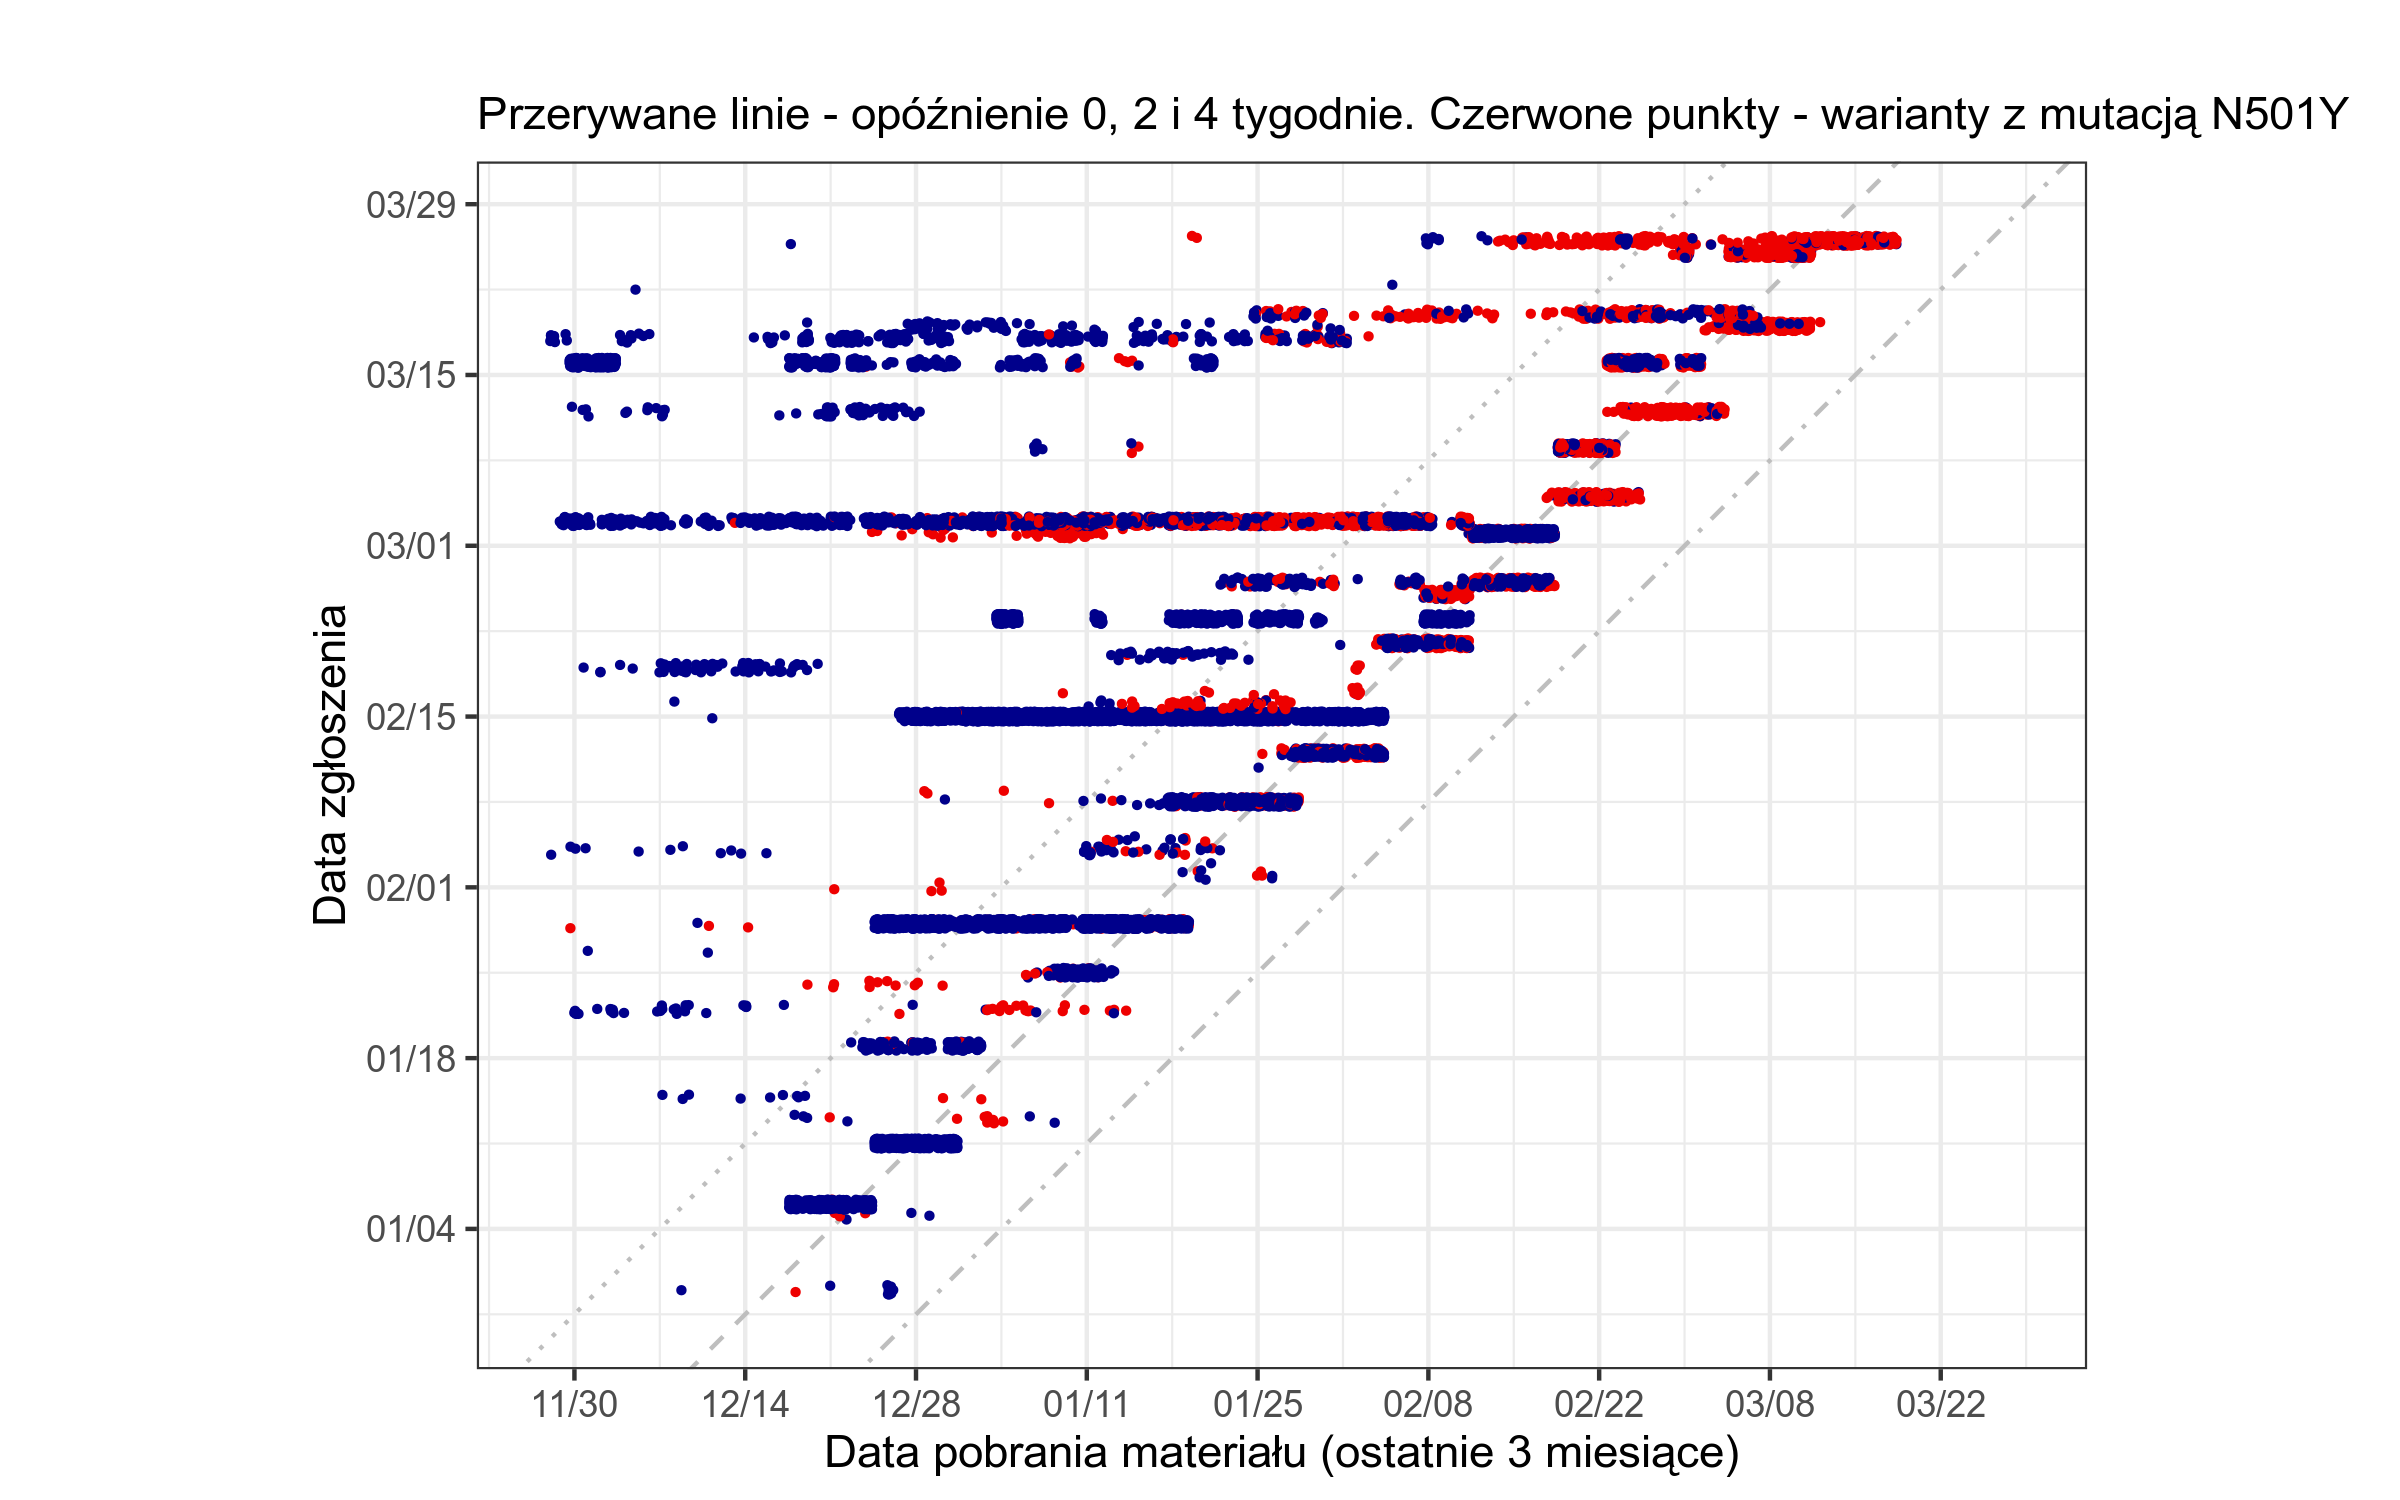 Przerywane linie - opóźnienie 0, 2 i 4 tygodnie. Czerwone punkty - warianty z mutacją N501Y
Data zgłoszenia
03/29
03/15
03/01
02/15
02/01
01/18
01/04
11/30 12/14 12/28 01/11 01/25 02/08 02/22 03/08 03/22
Data pobrania materiału (ostatnie 3 miesiące)